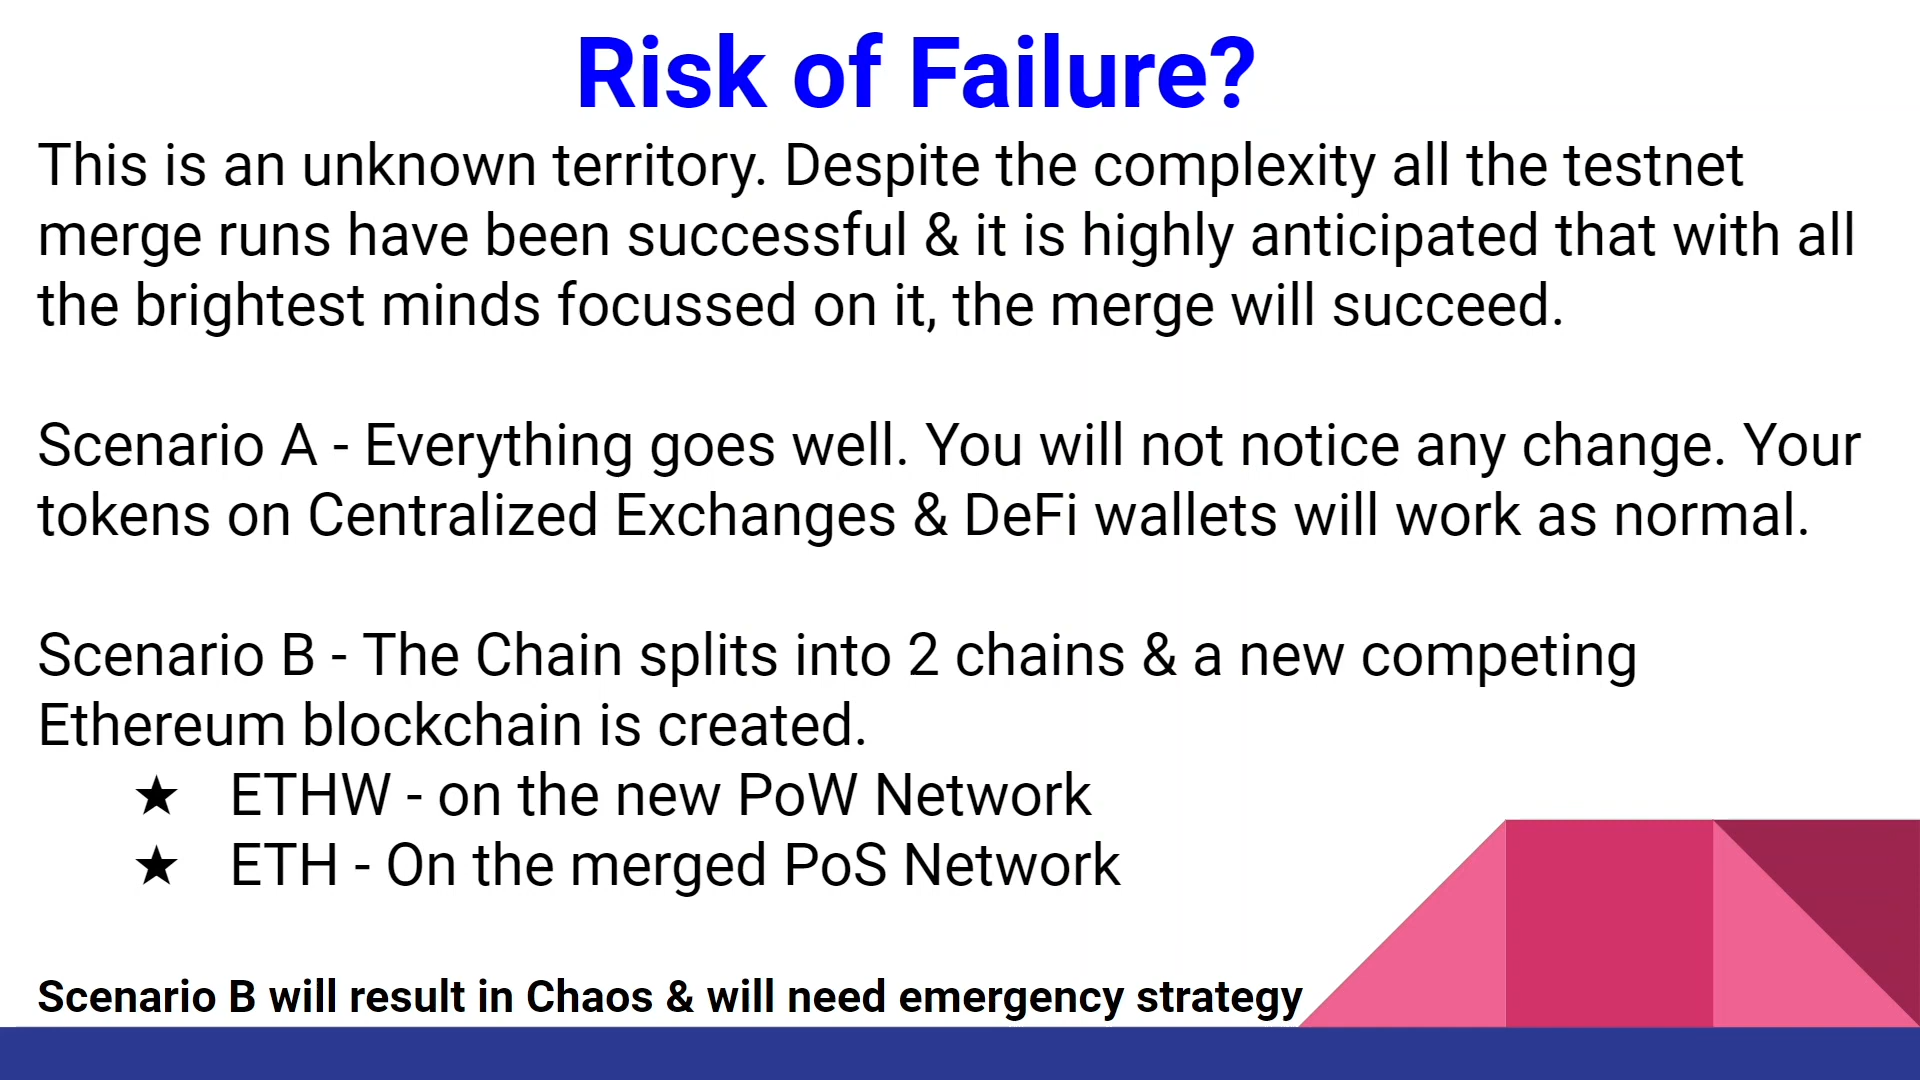 Risk of Failure?
This is an unknown territory. Despite the complexity all the testnet
merge runs have been successful & it is highly anticipated that with all
the brightest minds focussed on it, the merge will succeed.
Scenario A - Everything goes well. You will not notice any change. Your
tokens on Centralized Exchanges & DeFi wallets will work as normal.
Scenario B - The Chain splits into 2 chains & a new competing
Ethereum blockchain is created.
★ ETHW - on the new PoW Network
★ ETH - On the merged PoS Network
Scenario B will result in Chaos & will need emergency strategy